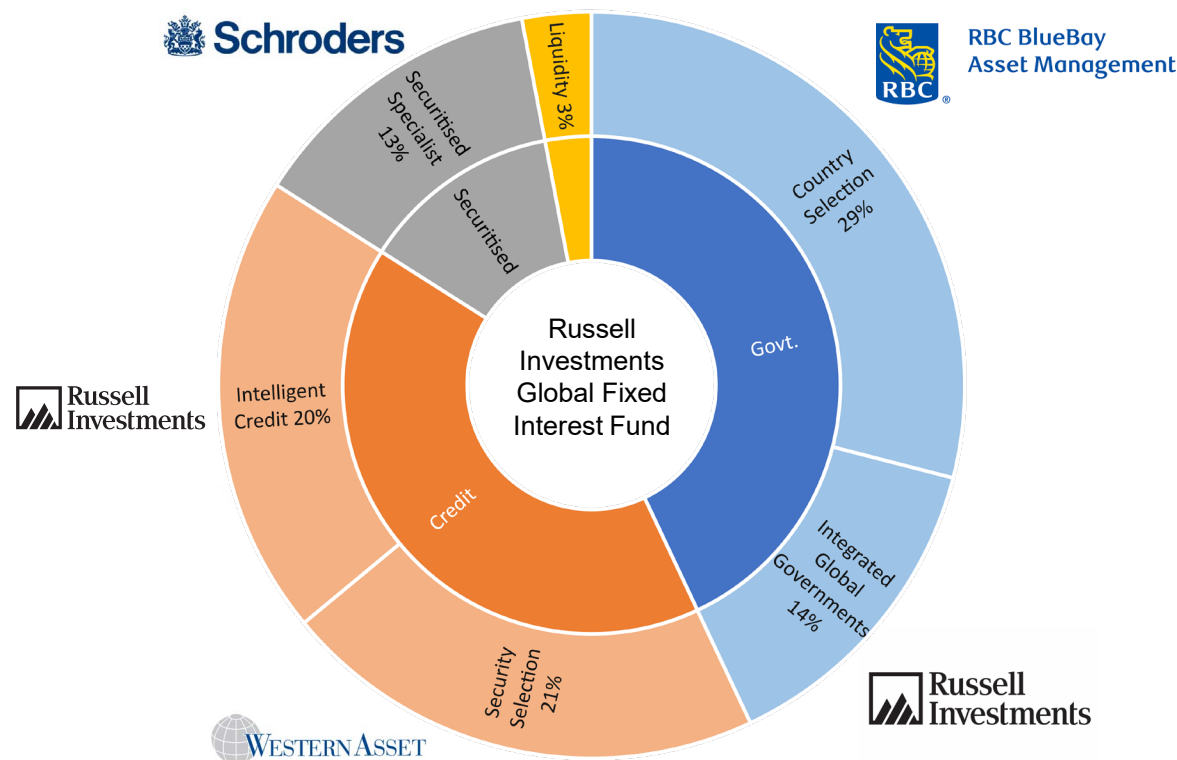 Schroders
RBC
®
RBC BlueBay
Asset Management
Liquidity 3%
Securitised
Specialist
13%
Securitised
Country
Selection
29%
Govt.
Russell
Investments
Global Fixed
Interest Fund
Russell
Investments
Intelligent
Credit 20%
Credit
Integrated
Global
Governments
14%
Security
Selection
21%
Russell
Investments
WESTERN ASSET